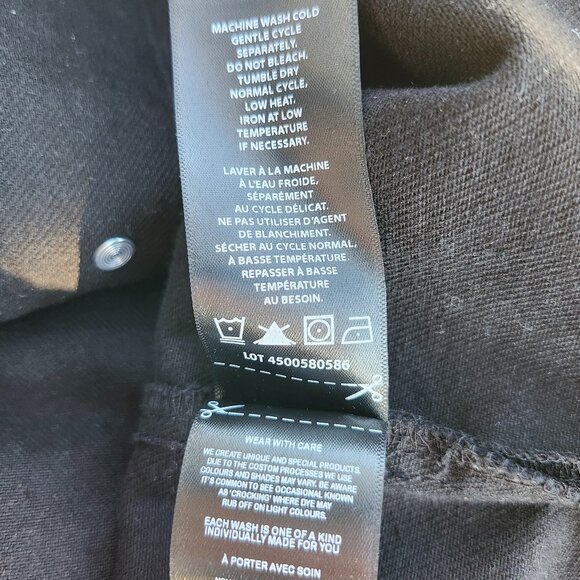 MACHINE WASH COLD
GENTLE CYCLE
SEPARATELY.
DO NOT BLEACH,
TUMBLE DRY
NORMAL CYCLE,
LOW HEAT,
IRON AT LOW
TEMPERATURE
IF NECESSARY.
LAVER À LA MACHINE
À L'EAU FROIDE,
SÉPARÉMENT
AU CYCLE DÉLICAT.
NE PAS UTILISER D'AGENT
DE BLANCHIMENT.
SÉCHER AU CYCLE NORMAL,
À BASSE TEMPÉRATURE.
REPASSER À BASSE
TEMPÉRATURE
AU BESOIN.
LOT 4500580586
WEAR WITH CARE
WE CREATE UNIQUE AND SPECIAL PRODUCTS,
DUE TO THE CUSTOM PROCESSES WE USE
COLOURS AND SHADES MAY VARY. BE AWARE
IT'S COMMON TO SEE OCCASIONAL KNOWN
AS 'CROCKING' WHERE DYE MAY
RUB OFF ON LIGHT COLOURS.
EACH WASH IS ONE OF A KIND
INDIVIDUALLY MADE FOR YOU
À PORTER AVEC SOIN